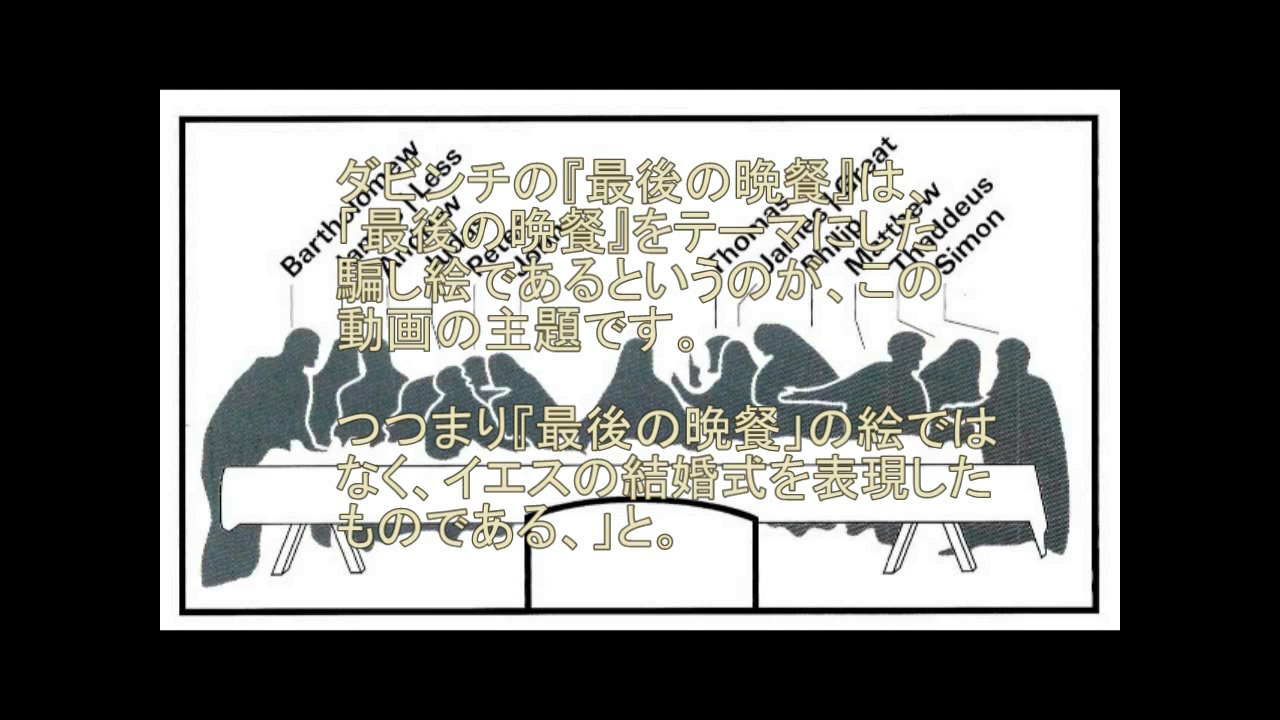 Bartholomew
James J Less
Andrew
Peter
Thomas
James J Great
Philip
Matthew
Thaddeus
Simon
ダビンチの『最後の晩餐』は、
「最後の晩餐』をテーマにした
騙し絵であるというのが、この
動画の主題です。
つつまり『最後の晩餐」の絵では
なく、イエスの結婚式を表現した
ものである、」と。